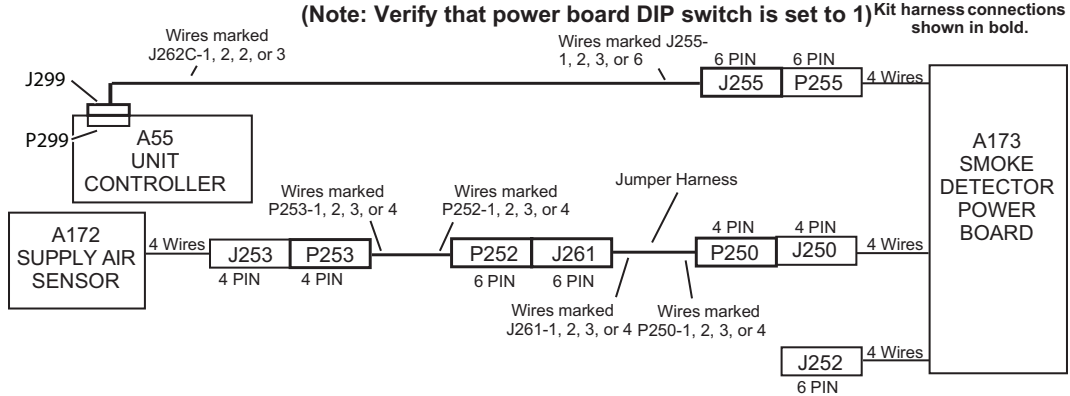 (Note: Verify that power board DIP switch is set to 1)
Kit harness connections
shown in bold.
Wires marked
J262C-1, 2, 2, or 3
Wires marked J255-
1, 2, 3, or 6
6 PIN
6 PIN
J299
J255
P255
4 Wires
P299
A55
UNIT
CONTROLLER
A173
SMOKE
DETECTOR
POWER
BOARD
Wires marked
P253-1, 2, 3, or 4
Wires marked
P252-1, 2, 3, or 4
Jumper Harness
A172
SUPPLY AIR
SENSOR
4 Wires
J253
P253
4 PIN
4 PIN
P252
J261
6 PIN
6 PIN
4 PIN
4 PIN
P250
J250
4 Wires
Wires marked
J261-1, 2, 3, or 4
Wires marked
P250-1, 2, 3, or 4
J252
4 Wires
6 PIN